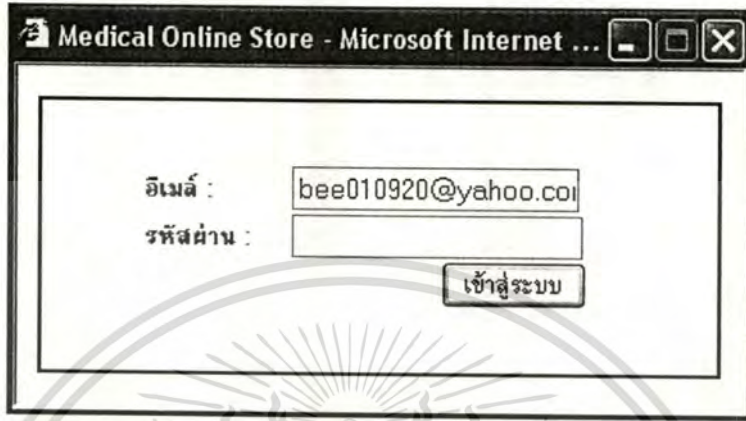 Medical Online Store - Microsoft Internet ...
อีเมล์ :
bee010920@yahoo.coi
รหัสผ่าน :
เข้าสู่ระบบ